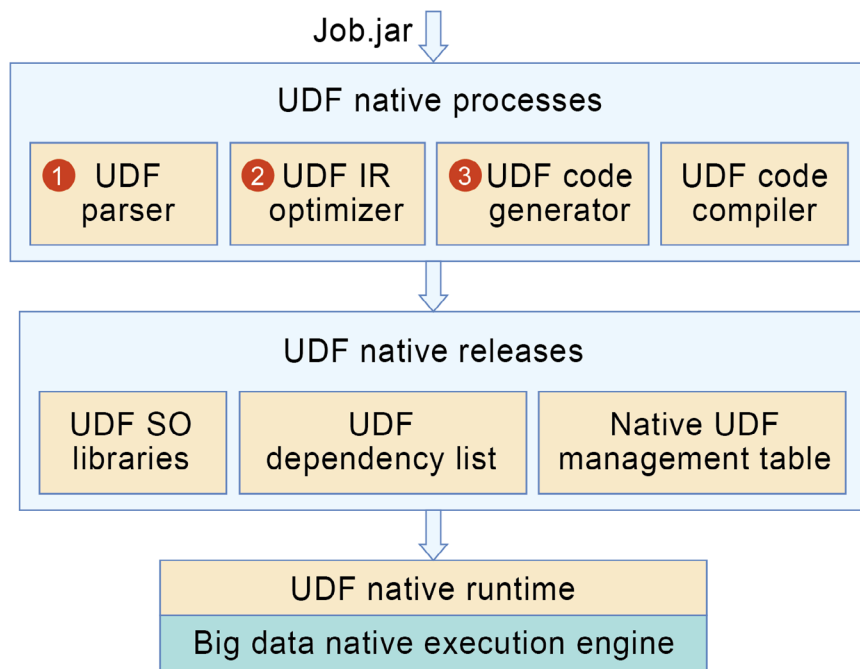 Job.jar
UDF native processes
1 UDF
parser
2 UDF IR
optimizer
3 UDF code
generator
UDF code
compiler
UDF native releases
UDF SO
libraries
UDF
dependency list
Native UDF
management table
UDF native runtime
Big data native execution engine